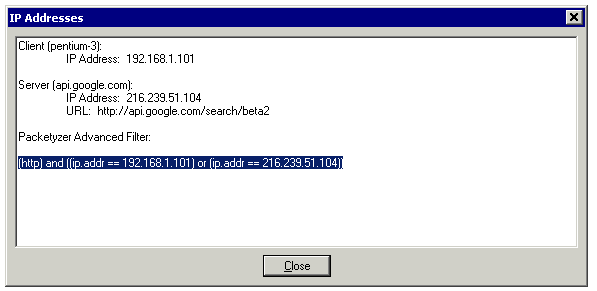 IP Addresses
Client (pentium-3):
IP Address: 192.168.1.101
Server (api.google.com):
IP Address: 216.239.51.104
URL: http://api.google.com/search/beta2
Packetyzer Advanced Filter:
(http) and ((ip.addr == 192.168.1.101) or (ip.addr == 216.239.51.104))
Close